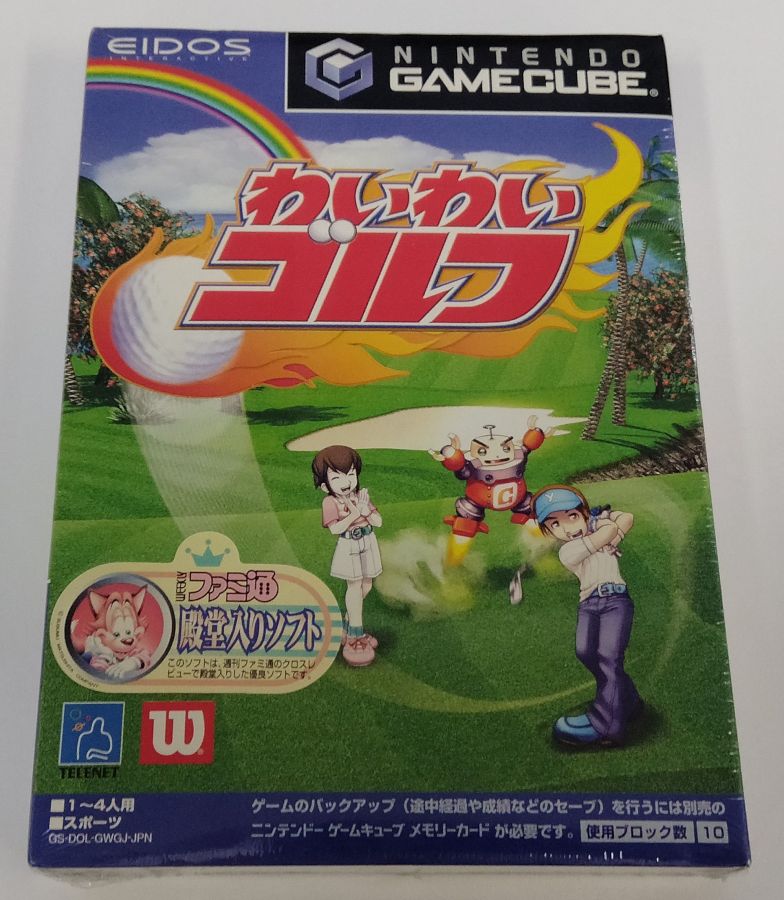 EIDOS
INTERACTIVE
NINTENDO
GAMECUBE®
わいわい
ゴルフ
C
Y
WEEKLY
ファミ通
殿堂入りソフト
このソフトは、週刊ファミ通のクロスレ
ビューで殿堂入りした優良ソフトです。
TELENET
W®
■1〜4人用
■スポーツ
GS-DOL-GWGJ-JPN
ゲームのバックアップ（途中経過や成績などのセーブ）を行うには別売の
ニンテンドー ゲームキューブ メモリーカード が必要です。
使用ブロック数 10